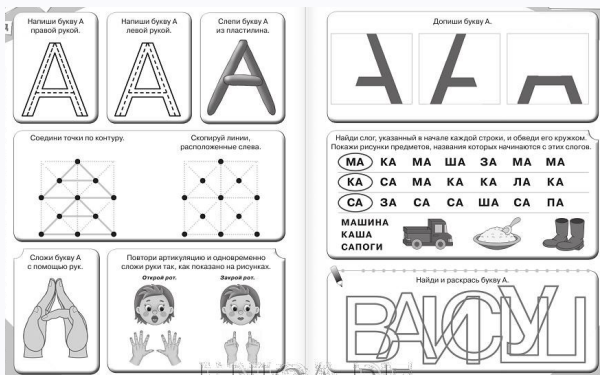 Напиши букву А
правой рукой.
Напиши букву А
левой рукой.
Слепи букву А
из пластилина.
А А А
Соедини точки по контуру.
Скопируй линии,
расположенные слева.
Сложи букву А
с помощью рук.
Повтори артикуляцию и одновременно
сложи руки так, как показано на рисунках.
Открой рот.
Закрой рот.
Допиши букву А.
Найди слог, указанный в начале каждой строки, и обведи его кружком.
Покажи рисунки предметов, названия которых начинаются с этих слогов.
МА КА МА ША ЗА МА МА
КА СА МА КА КА ЛА КА
СА ЗА СА СА ША СА ПА
МАШИНА
КАША
САПОГИ
Найди и раскрась букву А.